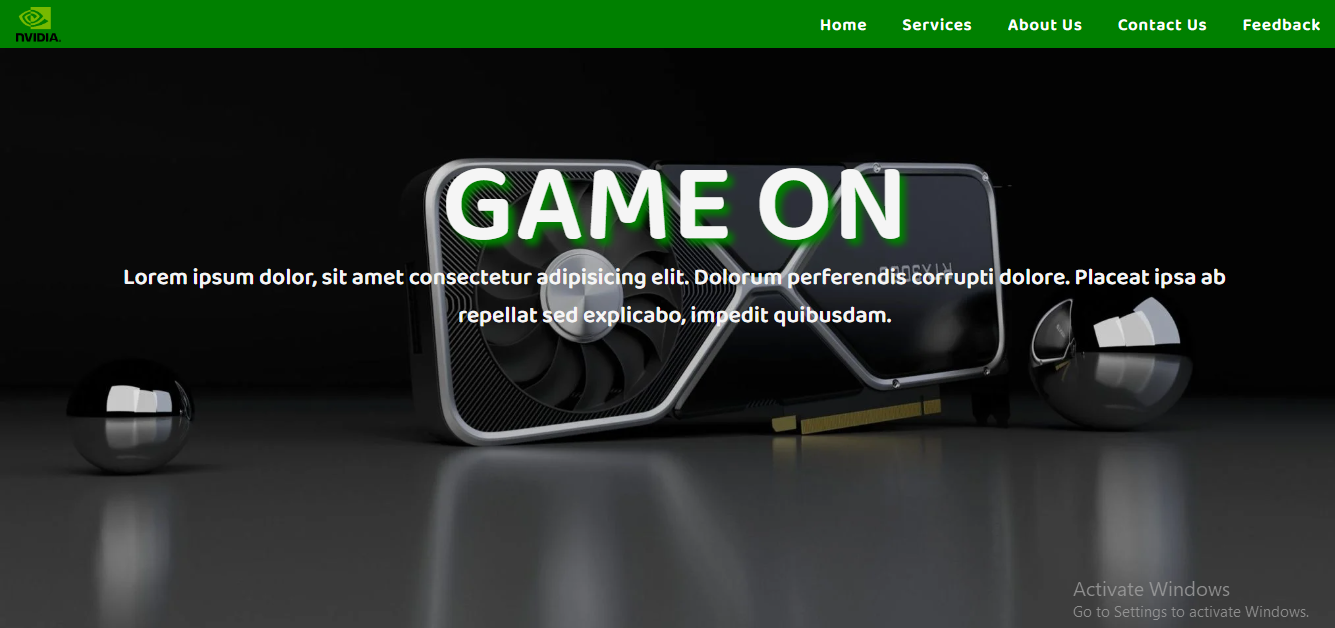 NVIDIA.
Home Services About Us Contact Us Feedback
GAME ON
Lorem ipsum dolor, sit amet consectetur adipisicing elit. Dolorum perferendis corrupti dolore. Placeat ipsa ab
repellat sed explicabo, impedit quibusdam.
Activate Windows
Go to Settings to activate Windows.